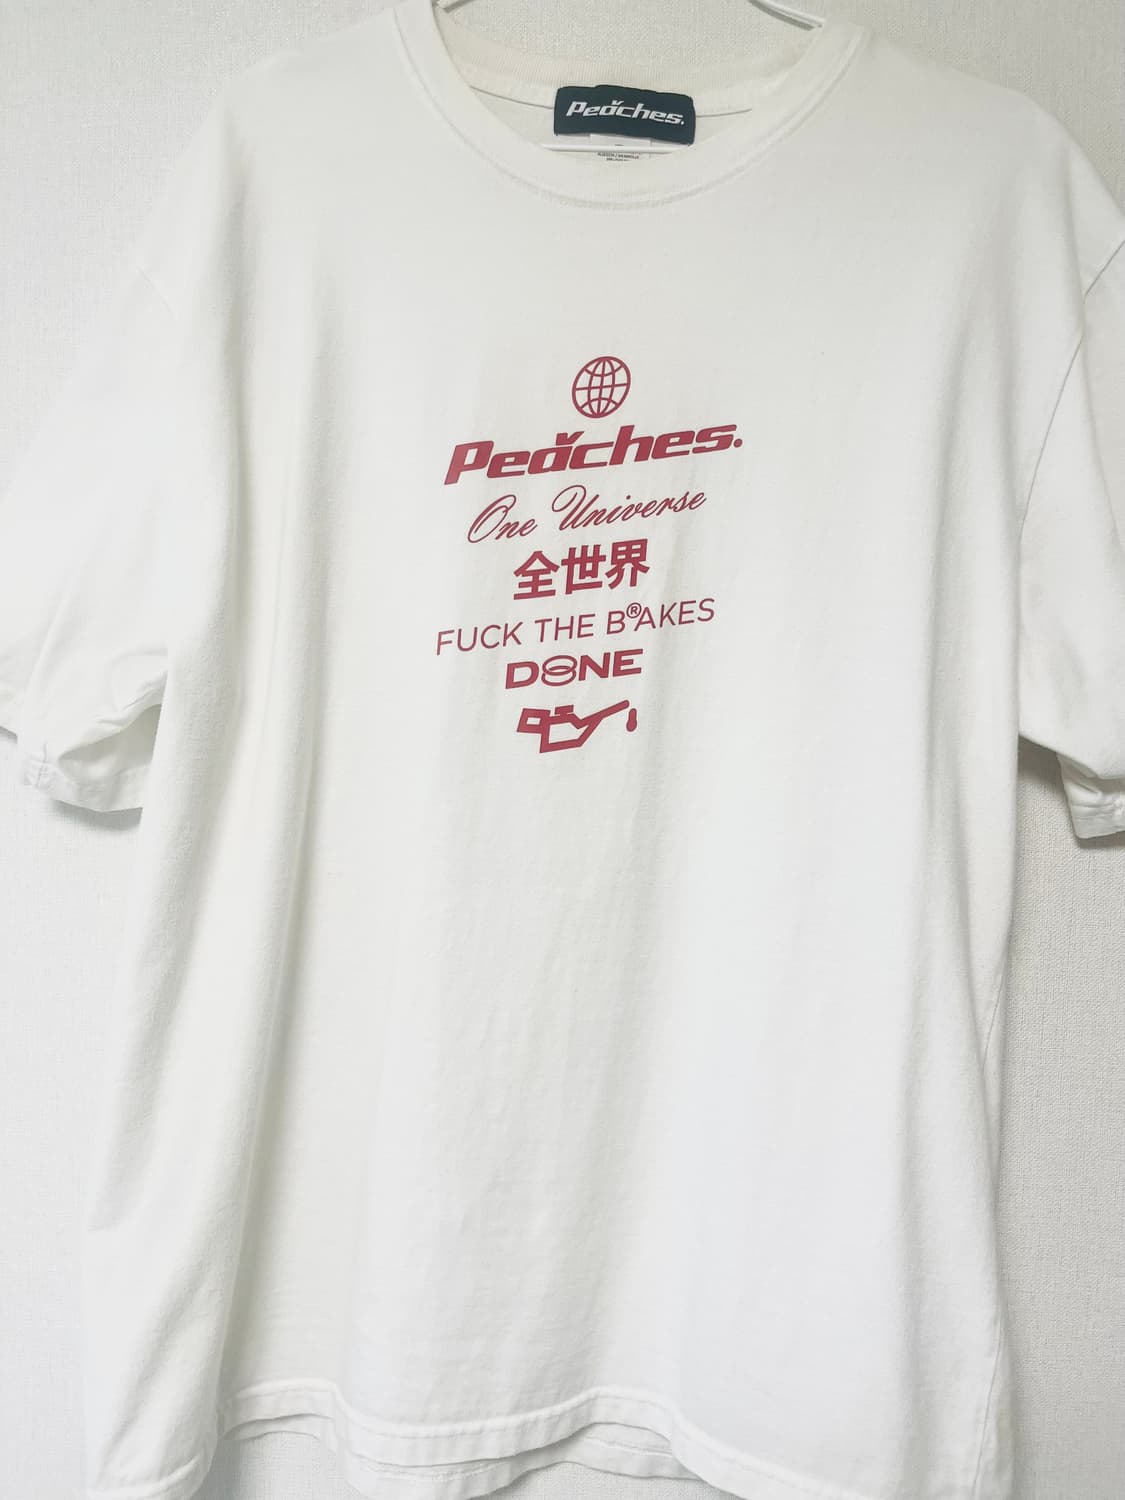 Peaches.
Peaches.
One Universe
全世界
FUCK THE B®AKES
DONE